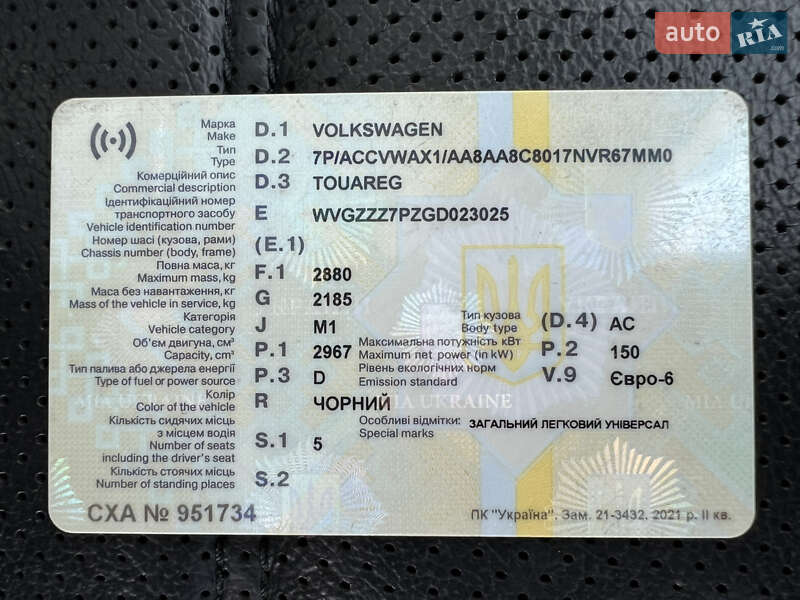 auto RIA .com
Марка
Make D.1 VOLKSWAGEN
Тип
Type D.2 7P/ACCVWAX1/AA8AA8C8017NVR67MM0
Комерційний опис
Commercial description D.3 TOUAREG
Ідентифікаційний номер
транспортного засобу E WVGZZZ7PZGD023025
Vehicle identification number
Номер шасі (кузова, рами)
Chassis number (body, frame) (E.1)
Повна маса, кг
Maximum mass, kg F.1 2880
Маса без навантаження, кг
Mass of the vehicle in service, kg G 2185
Категорія
Vehicle category J M1 Тип кузова
Body type (D.4) AC
Об'єм двигуна, см³
Capacity, cm³ P.1 2967 Максимальна потужність кВт
Maximum net power (in kW) P.2 150
Тип палива або джерела енергії
Type of fuel or power source P.3 D Рівень екологічних норм
Emission standard V.9 Євро-6
Колір
Color of the vehicle R ЧОРНИЙ
Особливі відмітки: ЗАГАЛЬНИЙ ЛЕГКОВИЙ УНІВЕРСАЛ
Special marks
Кількість сидячих місць
з місцем водія
Number of seats S.1 5
including the driver's seat
Кількість стоячих місць
Number of standing places S.2
СХА № 951734
ПК "Україна". Зам. 21-3432. 2021 р. II кв.
MIA UKRAINE